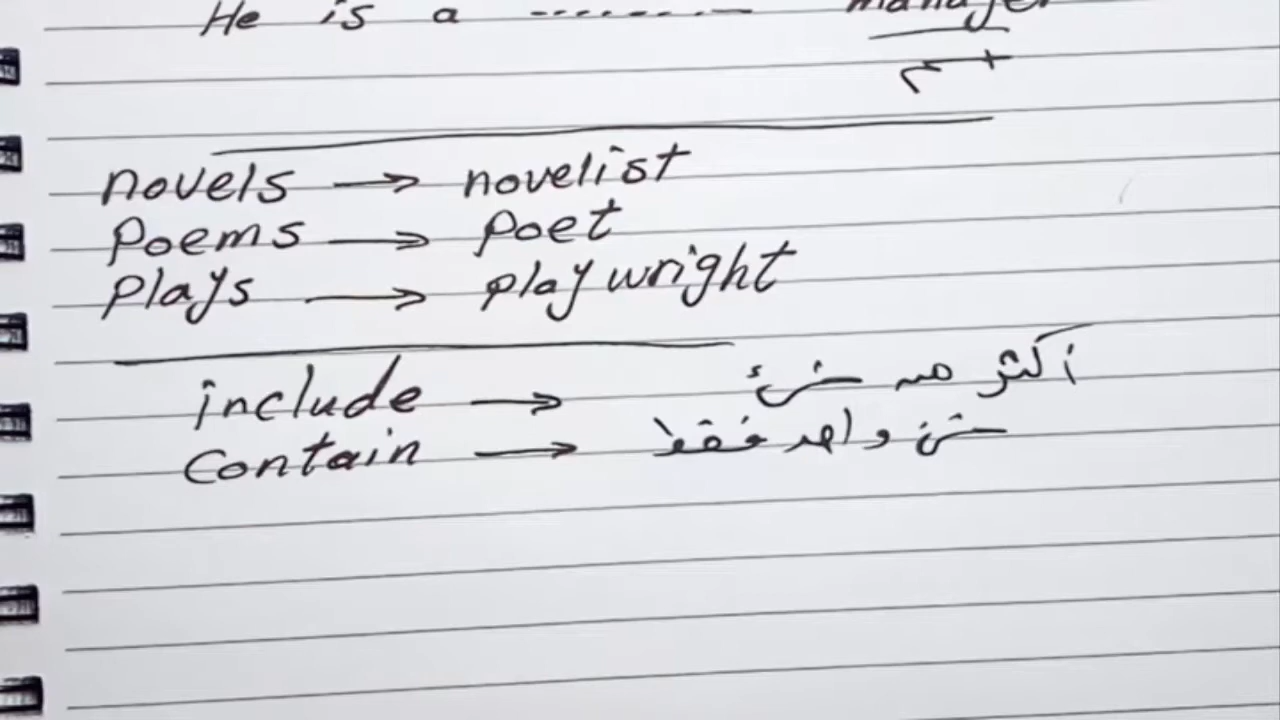 He is a --------- manager
novels → novelist
Poems → Poet
Plays → playwright
include → أكثر من شئ
Contain → شئ واحد فقط